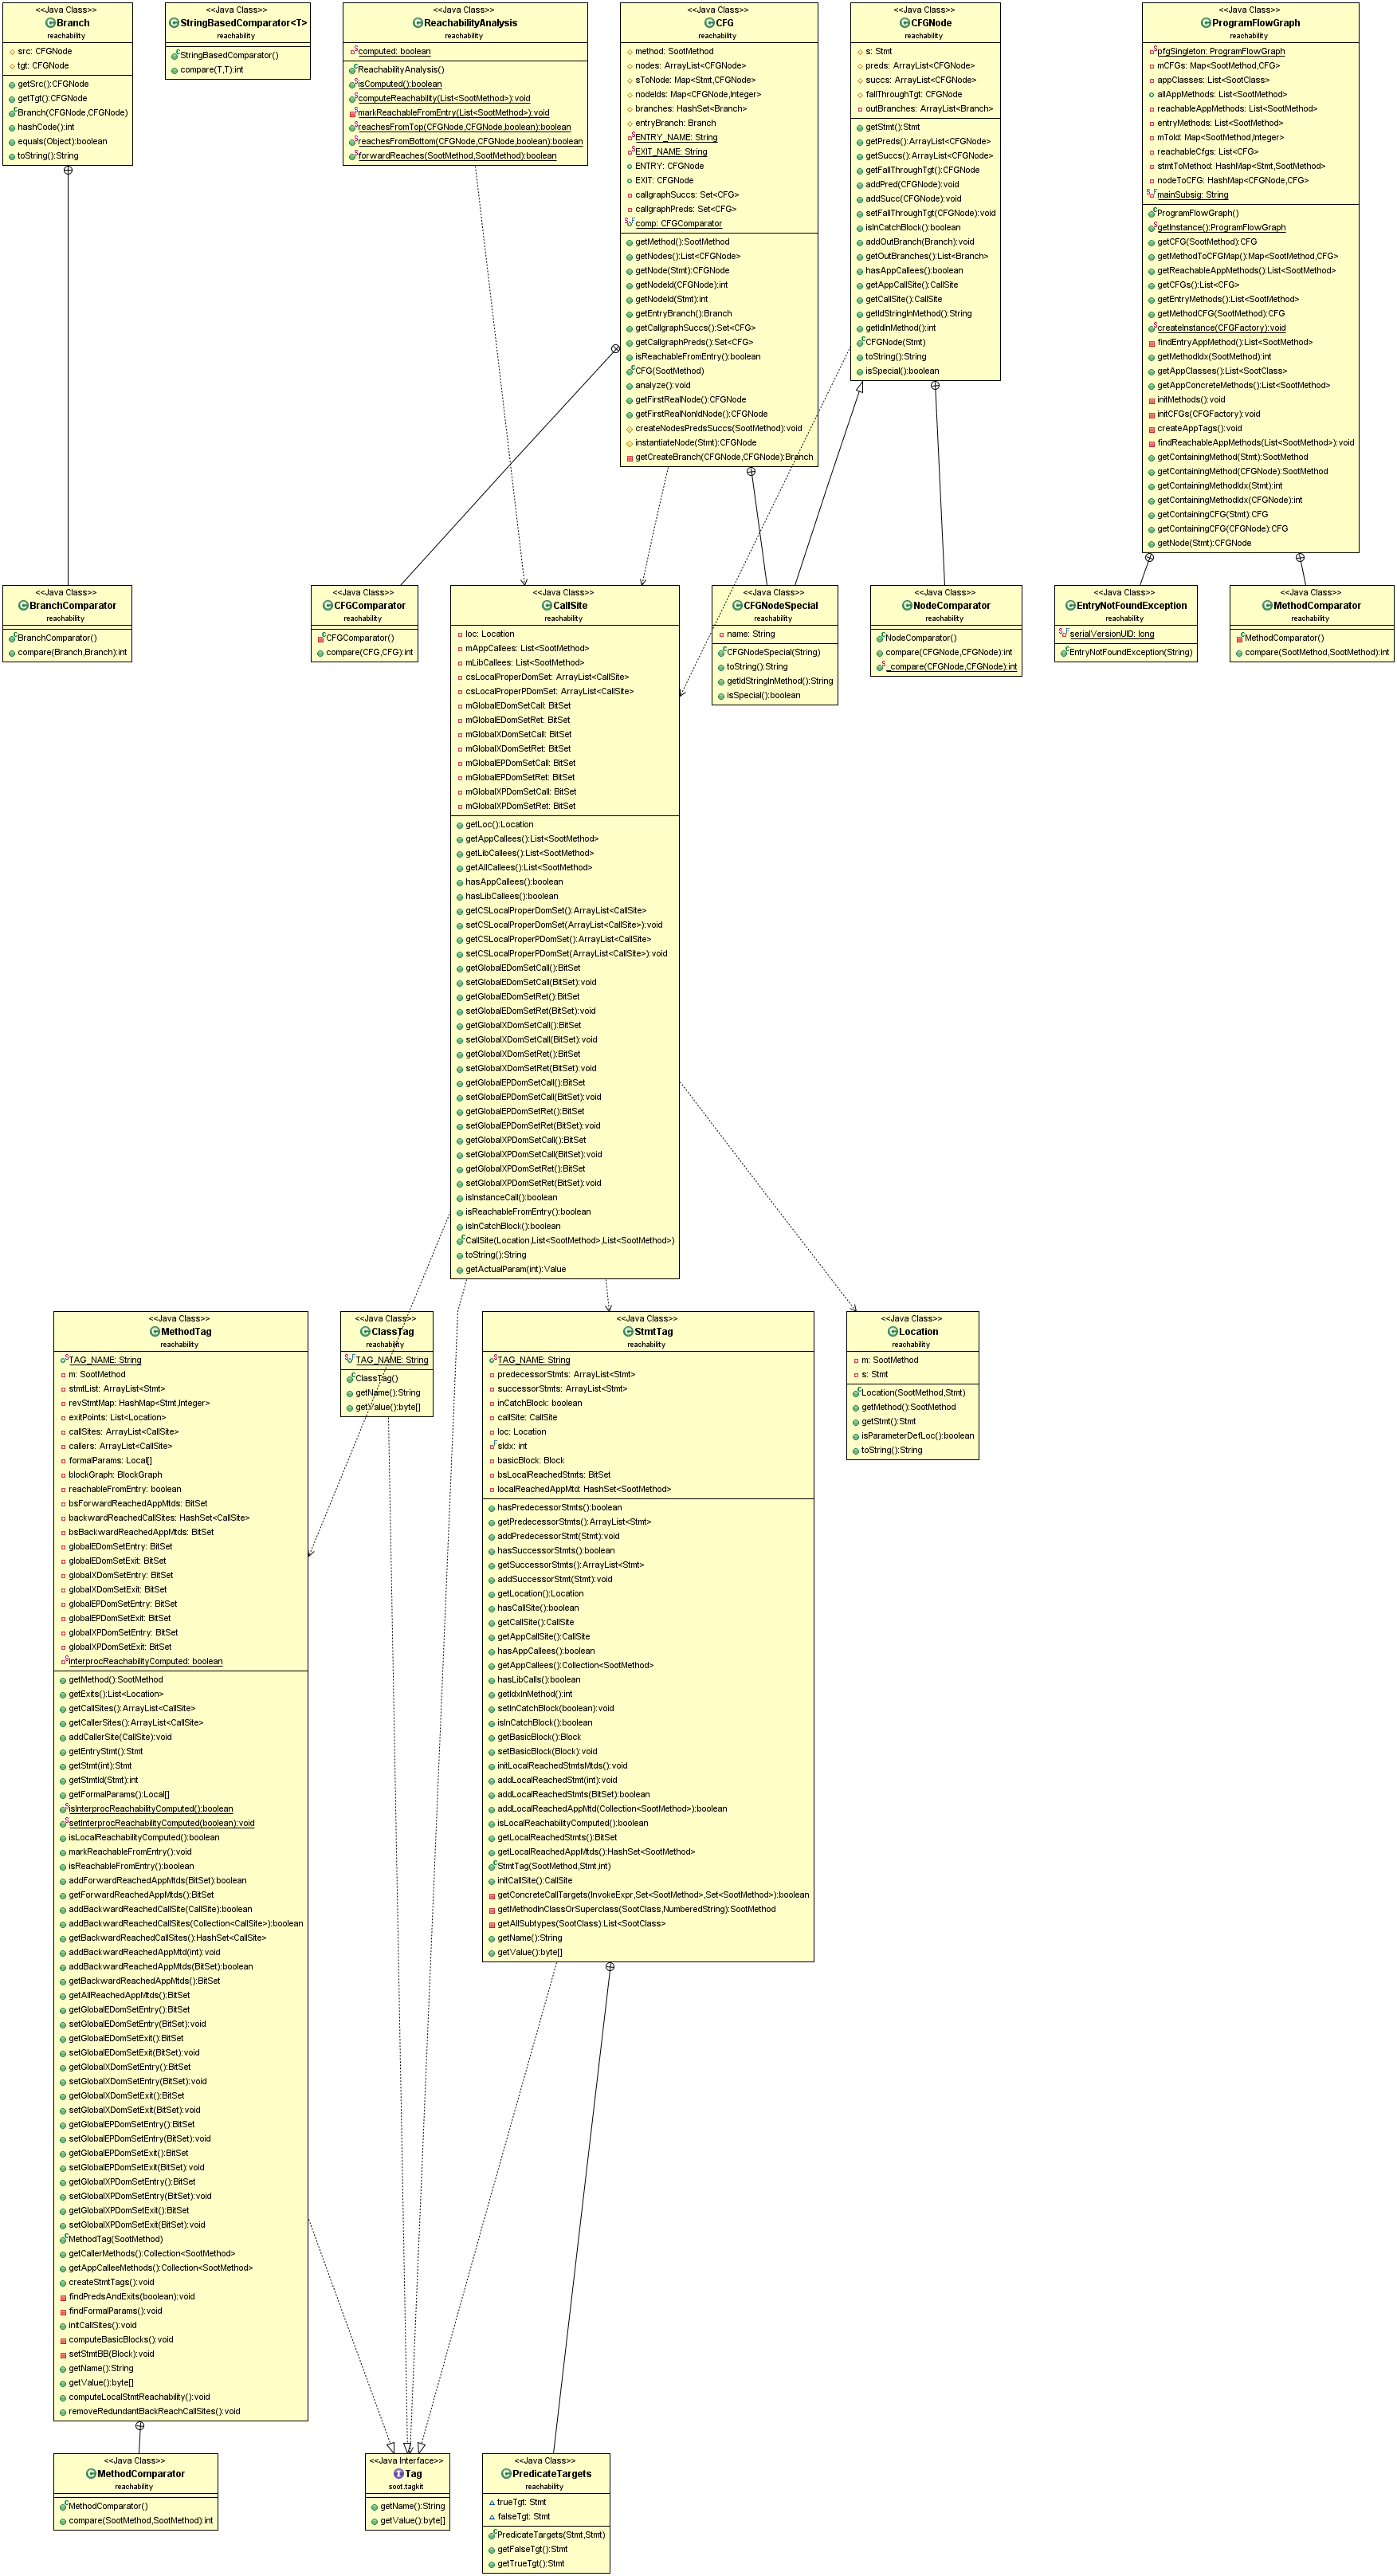 <<Java Class>>
Branch
reachability
src: CFGNode
tgt: CFGNode
getSrc():CFGNode
getTgt():CFGNode
Branch(CFGNode,CFGNode)
hashCode():int
equals(Object):boolean
toString():String
<<Java Class>>
StringBasedComparator<T>
reachability
StringBasedComparator()
compare(T,T):int
<<Java Class>>
ReachabilityAnalysis
reachability
computed: boolean
ReachabilityAnalysis()
isComputed():boolean
computeReachability(List<SootMethod>):void
markReachableFromEntry(List<SootMethod>):void
reachesFromTop(CFGNode,CFGNode,boolean):boolean
reachesFromBottom(CFGNode,CFGNode,boolean):boolean
forwardReaches(SootMethod,SootMethod):boolean
<<Java Class>>
CFG
reachability
method: SootMethod
nodes: ArrayList<CFGNode>
sToNode: Map<Stmt,CFGNode>
nodeIds: Map<CFGNode,Integer>
branches: HashSet<Branch>
entryBranch: Branch
ENTRY_NAME: String
EXIT_NAME: String
ENTRY: CFGNode
EXIT: CFGNode
callgraphSuccs: Set<CFG>
callgraphPreds: Set<CFG>
comp: CFGComparator
getMethod():SootMethod
getNodes():List<CFGNode>
getNode(Stmt):CFGNode
getNodeId(CFGNode):int
getNodeId(Stmt):int
getEntryBranch():Branch
getCallgraphSuccs():Set<CFG>
getCallgraphPreds():Set<CFG>
isReachableFromEntry():boolean
CFG(SootMethod)
analyze():void
getFirstRealNode():CFGNode
getFirstRealNonIdNode():CFGNode
createNodesPredsSuccs(SootMethod):void
instantiateNode(Stmt):CFGNode
getCreateBranch(CFGNode,CFGNode):Branch
<<Java Class>>
CFGNode
reachability
s: Stmt
preds: ArrayList<CFGNode>
succs: ArrayList<CFGNode>
fallThroughTgt: CFGNode
outBranches: ArrayList<Branch>
getStmt():Stmt
getPreds():ArrayList<CFGNode>
getSuccs():ArrayList<CFGNode>
getFallThroughTgt():CFGNode
addPred(CFGNode):void
addSucc(CFGNode):void
setFallThroughTgt(CFGNode):void
isInCatchBlock():boolean
addOutBranch(Branch):void
getOutBranches():List<Branch>
hasAppCallees():boolean
getAppCallSite():CallSite
getCallSite():CallSite
getIdStringInMethod():String
getIdInMethod():int
CFGNode(Stmt)
toString():String
isSpecial():boolean
<<Java Class>>
ProgramFlowGraph
reachability
pfgSingleton: ProgramFlowGraph
mCFGs: Map<SootMethod,CFG>
appClasses: List<SootClass>
allAppMethods: List<SootMethod>
reachableAppMethods: List<SootMethod>
entryMethods: List<SootMethod>
mToId: Map<SootMethod,Integer>
reachableCfgs: List<CFG>
stmtToMethod: HashMap<Stmt,SootMethod>
nodeToCFG: HashMap<CFGNode,CFG>
mainSubsig: String
ProgramFlowGraph()
getInstance():ProgramFlowGraph
getCFG(SootMethod):CFG
getMethodToCFGMap():Map<SootMethod,CFG>
getReachableAppMethods():List<SootMethod>
getCFGs():List<CFG>
getEntryMethods():List<SootMethod>
getMethodCFG(SootMethod):CFG
createInstance(CFGFactory):void
findEntryAppMethod():List<SootMethod>
getMethodIdx(SootMethod):int
getAppClasses():List<SootClass>
getAppConcreteMethods():List<SootMethod>
initMethods():void
initCFGs(CFGFactory):void
createAppTags():void
findReachableAppMethods(List<SootMethod>):void
getContainingMethod(Stmt):SootMethod
getContainingMethod(CFGNode):SootMethod
getContainingMethodIdx(Stmt):int
getContainingMethodIdx(CFGNode):int
getContainingCFG(Stmt):CFG
getContainingCFG(CFGNode):CFG
getNode(Stmt):CFGNode
<<Java Class>>
BranchComparator
reachability
BranchComparator()
compare(Branch,Branch):int
<<Java Class>>
CFGComparator
reachability
CFGComparator()
compare(CFG,CFG):int
<<Java Class>>
CallSite
reachability
loc: Location
mAppCallees: List<SootMethod>
mLibCallees: List<SootMethod>
csLocalProperDomSet: ArrayList<CallSite>
csLocalProperPDomSet: ArrayList<CallSite>
mGlobalEDomSetCall: BitSet
mGlobalEDomSetRet: BitSet
mGlobalXDomSetCall: BitSet
mGlobalXDomSetRet: BitSet
mGlobalEPDomSetCall: BitSet
mGlobalEPDomSetRet: BitSet
mGlobalXPDomSetCall: BitSet
mGlobalXPDomSetRet: BitSet
getLoc():Location
getAppCallees():List<SootMethod>
getLibCallees():List<SootMethod>
getAllCallees():List<SootMethod>
hasAppCallees():boolean
hasLibCallees():boolean
getCSLocalProperDomSet():ArrayList<CallSite>
setCSLocalProperDomSet(ArrayList<CallSite>):void
getCSLocalProperPDomSet():ArrayList<CallSite>
setCSLocalProperPDomSet(ArrayList<CallSite>):void
getGlobalEDomSetCall():BitSet
setGlobalEDomSetCall(BitSet):void
getGlobalEDomSetRet():BitSet
setGlobalEDomSetRet(BitSet):void
getGlobalXDomSetCall():BitSet
setGlobalXDomSetCall(BitSet):void
getGlobalXDomSetRet():BitSet
setGlobalXDomSetRet(BitSet):void
getGlobalEPDomSetCall():BitSet
setGlobalEPDomSetCall(BitSet):void
getGlobalEPDomSetRet():BitSet
setGlobalEPDomSetRet(BitSet):void
getGlobalXPDomSetCall():BitSet
setGlobalXPDomSetCall(BitSet):void
getGlobalXPDomSetRet():BitSet
setGlobalXPDomSetRet(BitSet):void
isInstanceCall():boolean
isReachableFromEntry():boolean
isInCatchBlock():boolean
CallSite(Location,List<SootMethod>,List<SootMethod>)
toString():String
getActualParam(int):Value
<<Java Class>>
CFGNodeSpecial
reachability
name: String
CFGNodeSpecial(String)
toString():String
getIdStringInMethod():String
isSpecial():boolean
<<Java Class>>
NodeComparator
reachability
NodeComparator()
compare(CFGNode,CFGNode):int
_compare(CFGNode,CFGNode):int
<<Java Class>>
EntryNotFoundException
reachability
serialVersionUID: long
EntryNotFoundException(String)
<<Java Class>>
MethodComparator
reachability
MethodComparator()
compare(SootMethod,SootMethod):int
<<Java Class>>
MethodTag
reachability
TAG_NAME: String
m: SootMethod
stmtList: ArrayList<Stmt>
revStmtMap: HashMap<Stmt,Integer>
exitPoints: List<Location>
callSites: ArrayList<CallSite>
callers: ArrayList<CallSite>
formalParams: Local[]
blockGraph: BlockGraph
reachableFromEntry: boolean
bsForwardReachedAppMtds: BitSet
backwardReachedCallSites: HashSet<CallSite>
bsBackwardReachedAppMtds: BitSet
globalEDomSetEntry: BitSet
globalEDomSetExit: BitSet
globalXDomSetEntry: BitSet
globalXDomSetExit: BitSet
globalEPDomSetEntry: BitSet
globalEPDomSetExit: BitSet
globalXPDomSetEntry: BitSet
globalXPDomSetExit: BitSet
interprocReachabilityComputed: boolean
getMethod():SootMethod
getExits():List<Location>
getCallSites():ArrayList<CallSite>
getCallerSites():ArrayList<CallSite>
addCallerSite(CallSite):void
getEntryStmt():Stmt
getStmt(int):Stmt
getStmtId(Stmt):int
getFormalParams():Local[]
isInterprocReachabilityComputed():boolean
setInterprocReachabilityComputed(boolean):void
isLocalReachabilityComputed():boolean
markReachableFromEntry():void
isReachableFromEntry():boolean
addForwardReachedAppMtds(BitSet):boolean
getForwardReachedAppMtds():BitSet
addBackwardReachedCallSite(CallSite):boolean
addBackwardReachedCallSites(Collection<CallSite>):boolean
getBackwardReachedCallSites():HashSet<CallSite>
addBackwardReachedAppMtd(int):void
addBackwardReachedAppMtds(BitSet):boolean
getBackwardReachedAppMtds():BitSet
getAllReachedAppMtds():BitSet
getGlobalEDomSetEntry():BitSet
setGlobalEDomSetEntry(BitSet):void
getGlobalEDomSetExit():BitSet
setGlobalEDomSetExit(BitSet):void
getGlobalXDomSetEntry():BitSet
setGlobalXDomSetEntry(BitSet):void
getGlobalXDomSetExit():BitSet
setGlobalXDomSetExit(BitSet):void
getGlobalEPDomSetEntry():BitSet
setGlobalEPDomSetEntry(BitSet):void
getGlobalEPDomSetExit():BitSet
setGlobalEPDomSetExit(BitSet):void
getGlobalXPDomSetEntry():BitSet
setGlobalXPDomSetEntry(BitSet):void
getGlobalXPDomSetExit():BitSet
setGlobalXPDomSetExit(BitSet):void
MethodTag(SootMethod)
getCallerMethods():Collection<SootMethod>
getAppCalleeMethods():Collection<SootMethod>
createStmtTags():void
findPredsAndExits(boolean):void
findFormalParams():void
initCallSites():void
computeBasicBlocks():void
setStmtBB(Block):void
getName():String
getValue():byte[]
computeLocalStmtReachability():void
removeRedundantBackReachCallSites():void
<<Java Class>>
ClassTag
reachability
TAG_NAME: String
ClassTag()
getName():String
getValue():byte[]
<<Java Class>>
StmtTag
reachability
TAG_NAME: String
predecessorStmts: ArrayList<Stmt>
successorStmts: ArrayList<Stmt>
inCatchBlock: boolean
callSite: CallSite
loc: Location
sIdx: int
basicBlock: Block
bsLocalReachedStmts: BitSet
localReachedAppMtd: HashSet<SootMethod>
hasPredecessorStmts():boolean
getPredecessorStmts():ArrayList<Stmt>
addPredecessorStmt(Stmt):void
hasSuccessorStmts():boolean
getSuccessorStmts():ArrayList<Stmt>
addSuccessorStmt(Stmt):void
getLocation():Location
hasCallSite():boolean
getCallSite():CallSite
getAppCallSite():CallSite
hasAppCallees():boolean
getAppCallees():Collection<SootMethod>
hasLibCalls():boolean
getIdxInMethod():int
setInCatchBlock(boolean):void
isInCatchBlock():boolean
getBasicBlock():Block
setBasicBlock(Block):void
initLocalReachedStmtsMtds():void
addLocalReachedStmt(int):void
addLocalReachedStmts(BitSet):boolean
addLocalReachedAppMtd(Collection<SootMethod>):boolean
isLocalReachabilityComputed():boolean
getLocalReachedStmts():BitSet
getLocalReachedAppMtds():HashSet<SootMethod>
StmtTag(SootMethod,Stmt,int)
initCallSite():CallSite
getConcreteCallTargets(InvokeExpr,Set<SootMethod>,Set<SootMethod>):boolean
getMethodInClassOrSuperclass(SootClass,NumberedString):SootMethod
getAllSubtypes(SootClass):List<SootClass>
getName():String
getValue():byte[]
<<Java Class>>
Location
reachability
m: SootMethod
s: Stmt
Location(SootMethod,Stmt)
getMethod():SootMethod
getStmt():Stmt
isParameterDefLoc():boolean
toString():String
<<Java Class>>
MethodComparator
reachability
MethodComparator()
compare(SootMethod,SootMethod):int
<<Java Interface>>
Tag
soot.tagkit
getName():String
getValue():byte[]
<<Java Class>>
PredicateTargets
reachability
trueTgt: Stmt
falseTgt: Stmt
PredicateTargets(Stmt,Stmt)
getFalseTgt():Stmt
getTrueTgt():Stmt